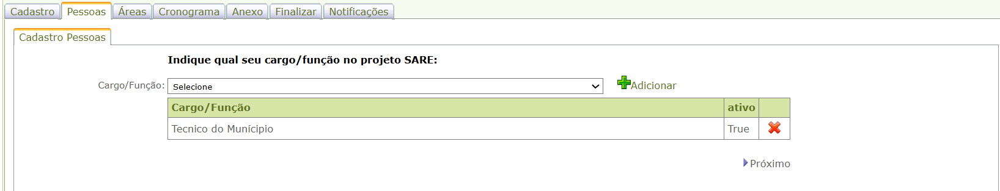 Cadastro Pessoas Áreas Cronograma Anexo Finalizar Notificações
Cadastro Pessoas
Indique qual seu cargo/função no projeto SARE:
Cargo/Função: Selecione Adicionar
Cargo/Função ativo
Tecnico do Munícipio True
Próximo